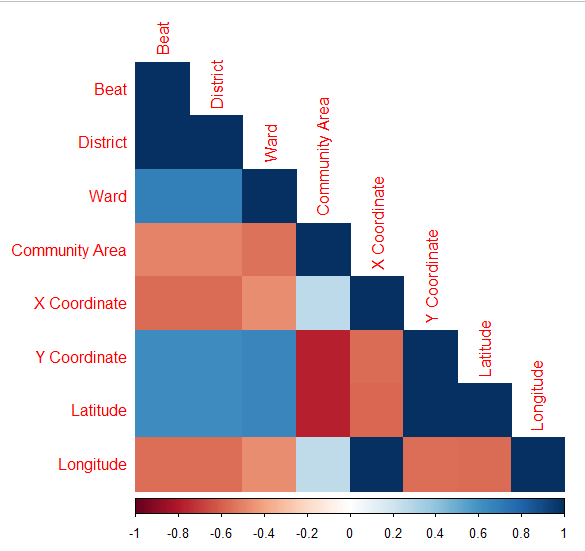 Beat
District
Ward
Community Area
X Coordinate
Y Coordinate
Latitude
Longitude
Beat
District
Ward
Community Area
X Coordinate
Y Coordinate
Latitude
Longitude
-1 -0.8 -0.6 -0.4 -0.2 0 0.2 0.4 0.6 0.8 1